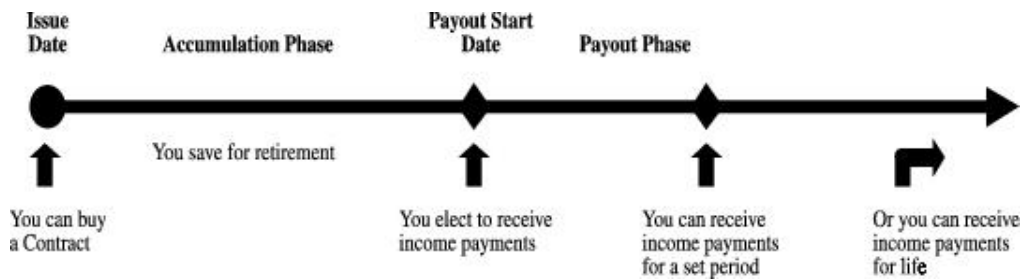 Issue
Date
Accumulation Phase
Payout Start
Date
Payout Phase
You save for retirement
You can buy
a Contract
You elect to receive
income payments
You can receive
income payments
for a set period
Or you can receive
income payments
for life